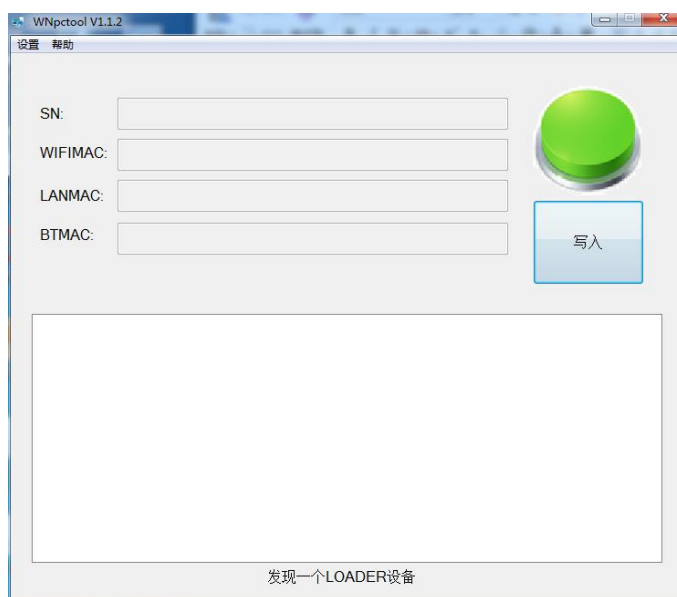 WNpctool V1.1.2
设置 帮助
SN:
WIFIMAC:
LANMAC:
BTMAC:
写入
发现一个LOADER设备